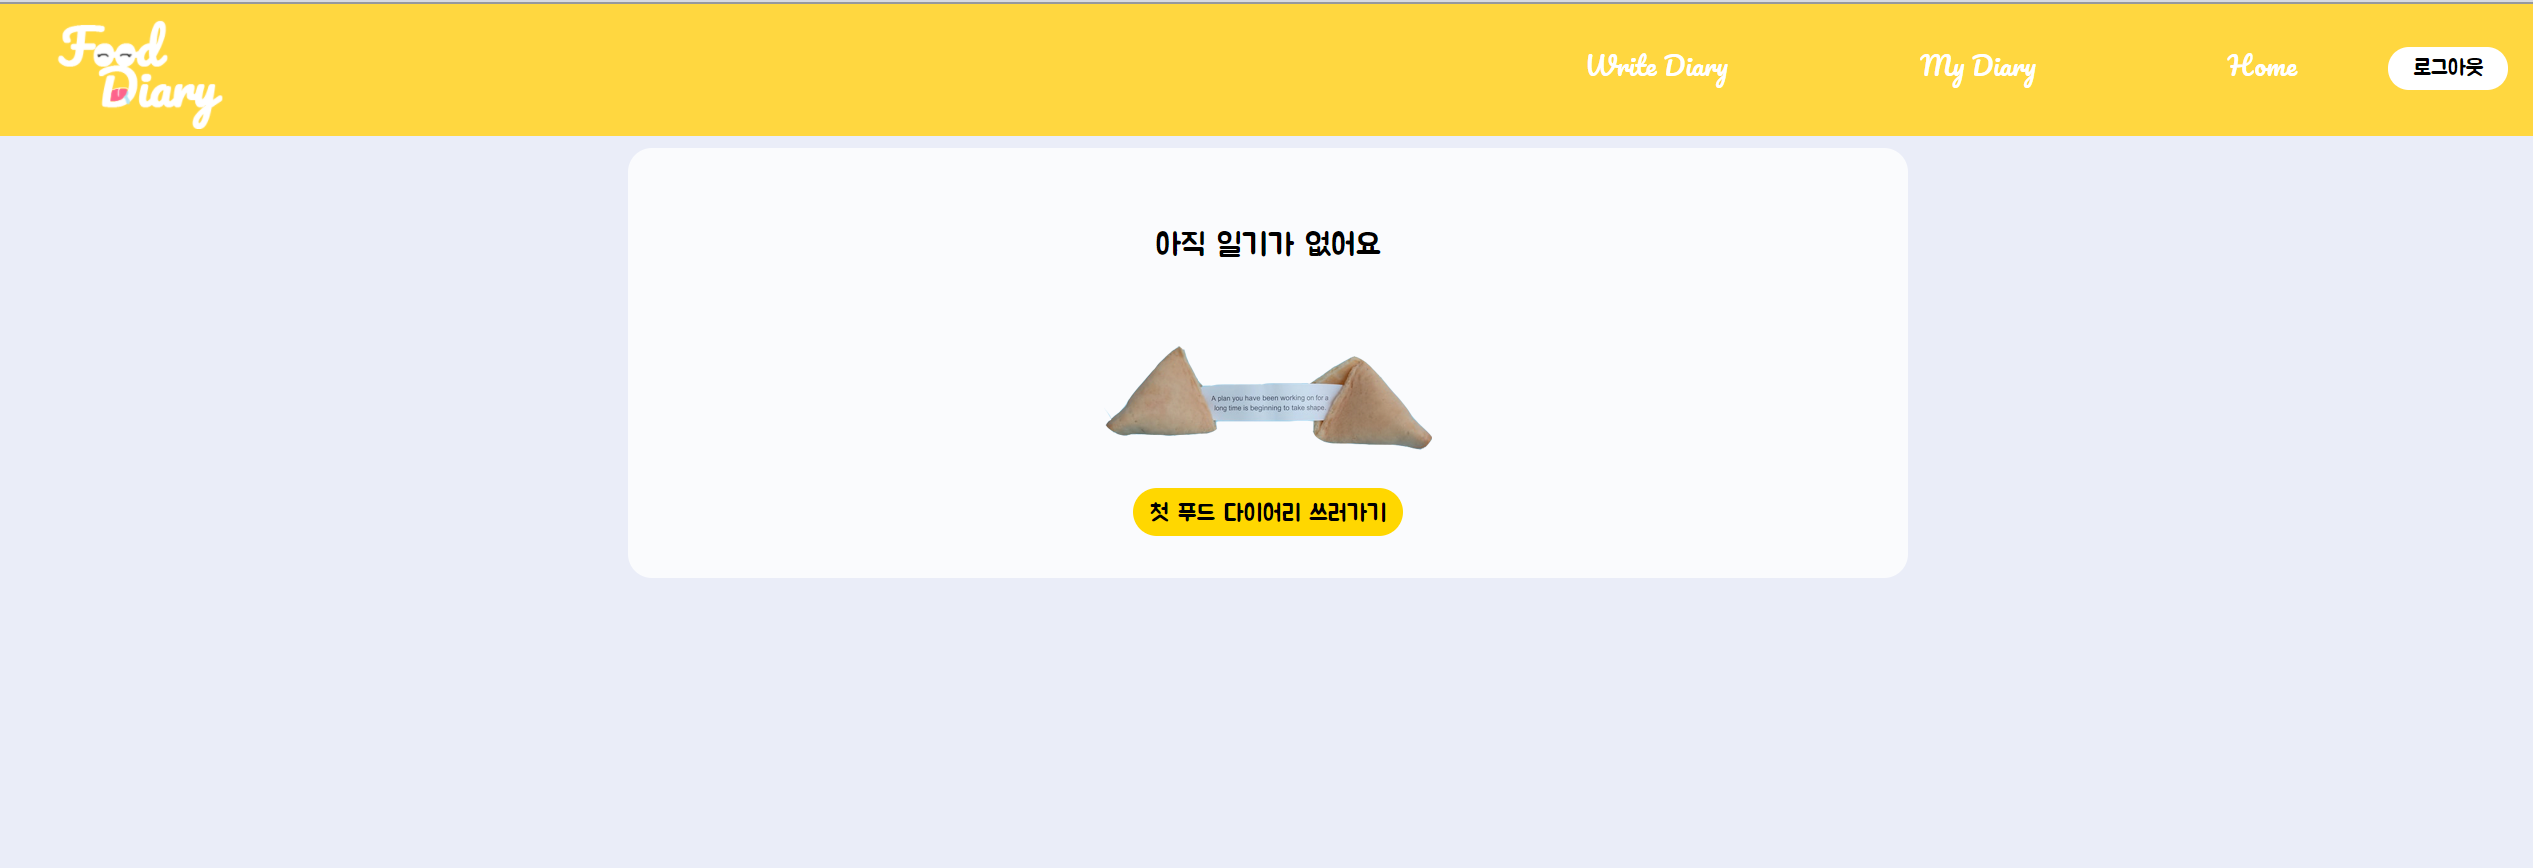 Food
Diary
Write Diary
My Diary
Home
로그아웃
아직 일기가 없어요
A plan you have been working on for a
long time is beginning to take shape.
첫 푸드 다이어리 쓰러가기